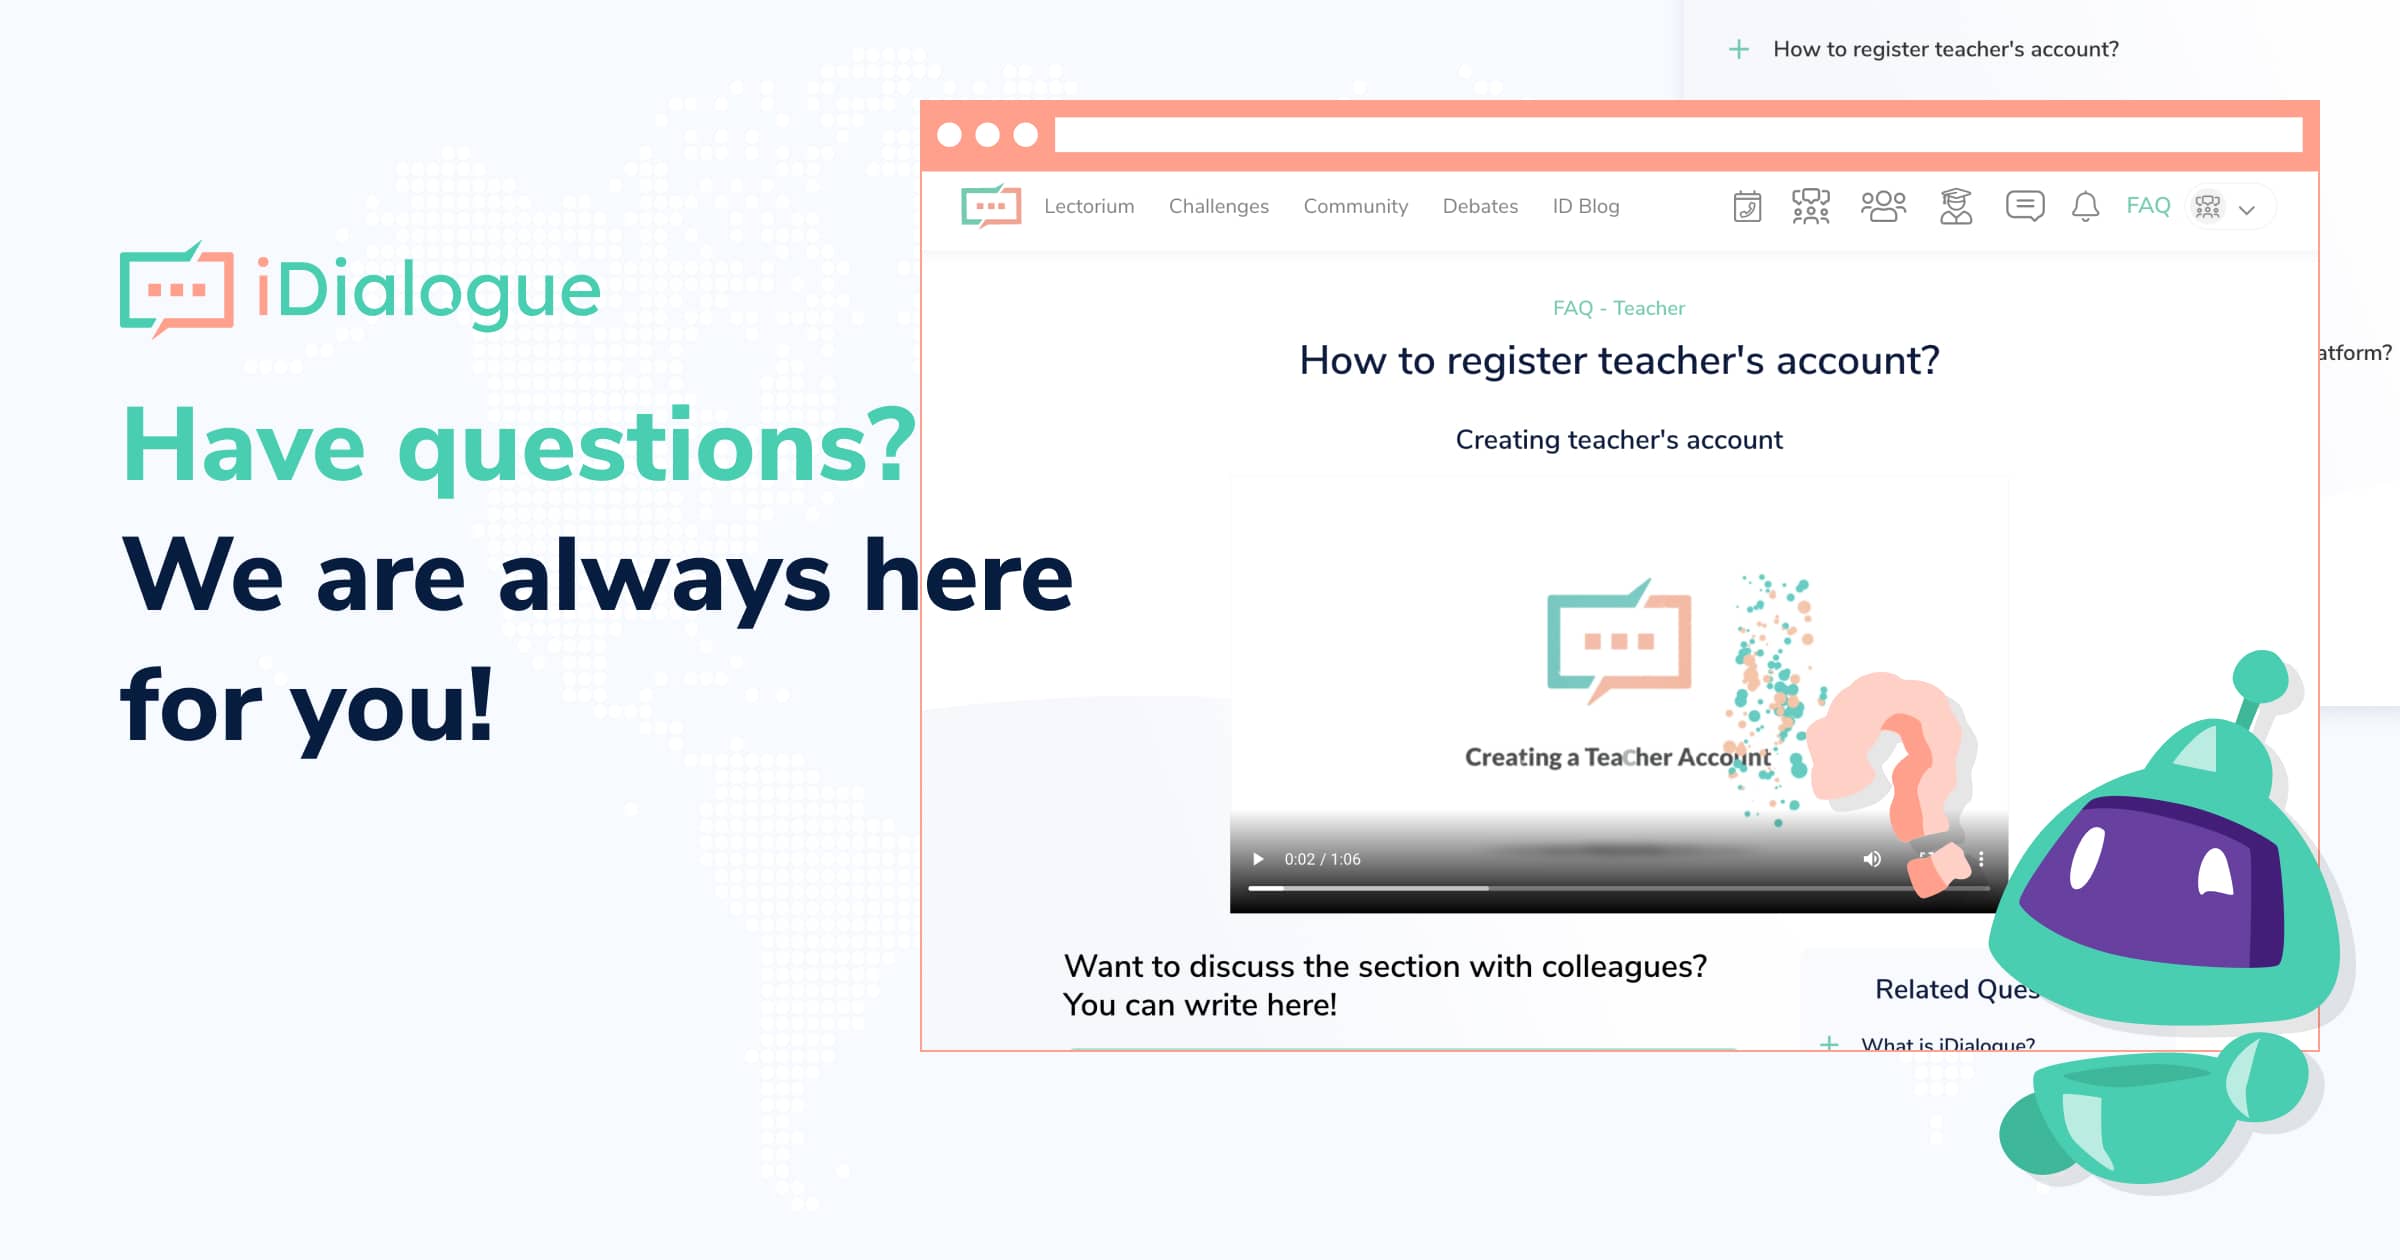 How to register teacher's account?
iDialogue
Have questions?
We are always here
for you!
Lectorium Challenges Community Debates ID Blog FAQ
FAQ - Teacher
How to register teacher's account?
Creating teacher's account
Creating a Teacher Account
0:02 / 1:06
Want to discuss the section with colleagues?
You can write here!
Related Ques
What is iDialogue?
atform?